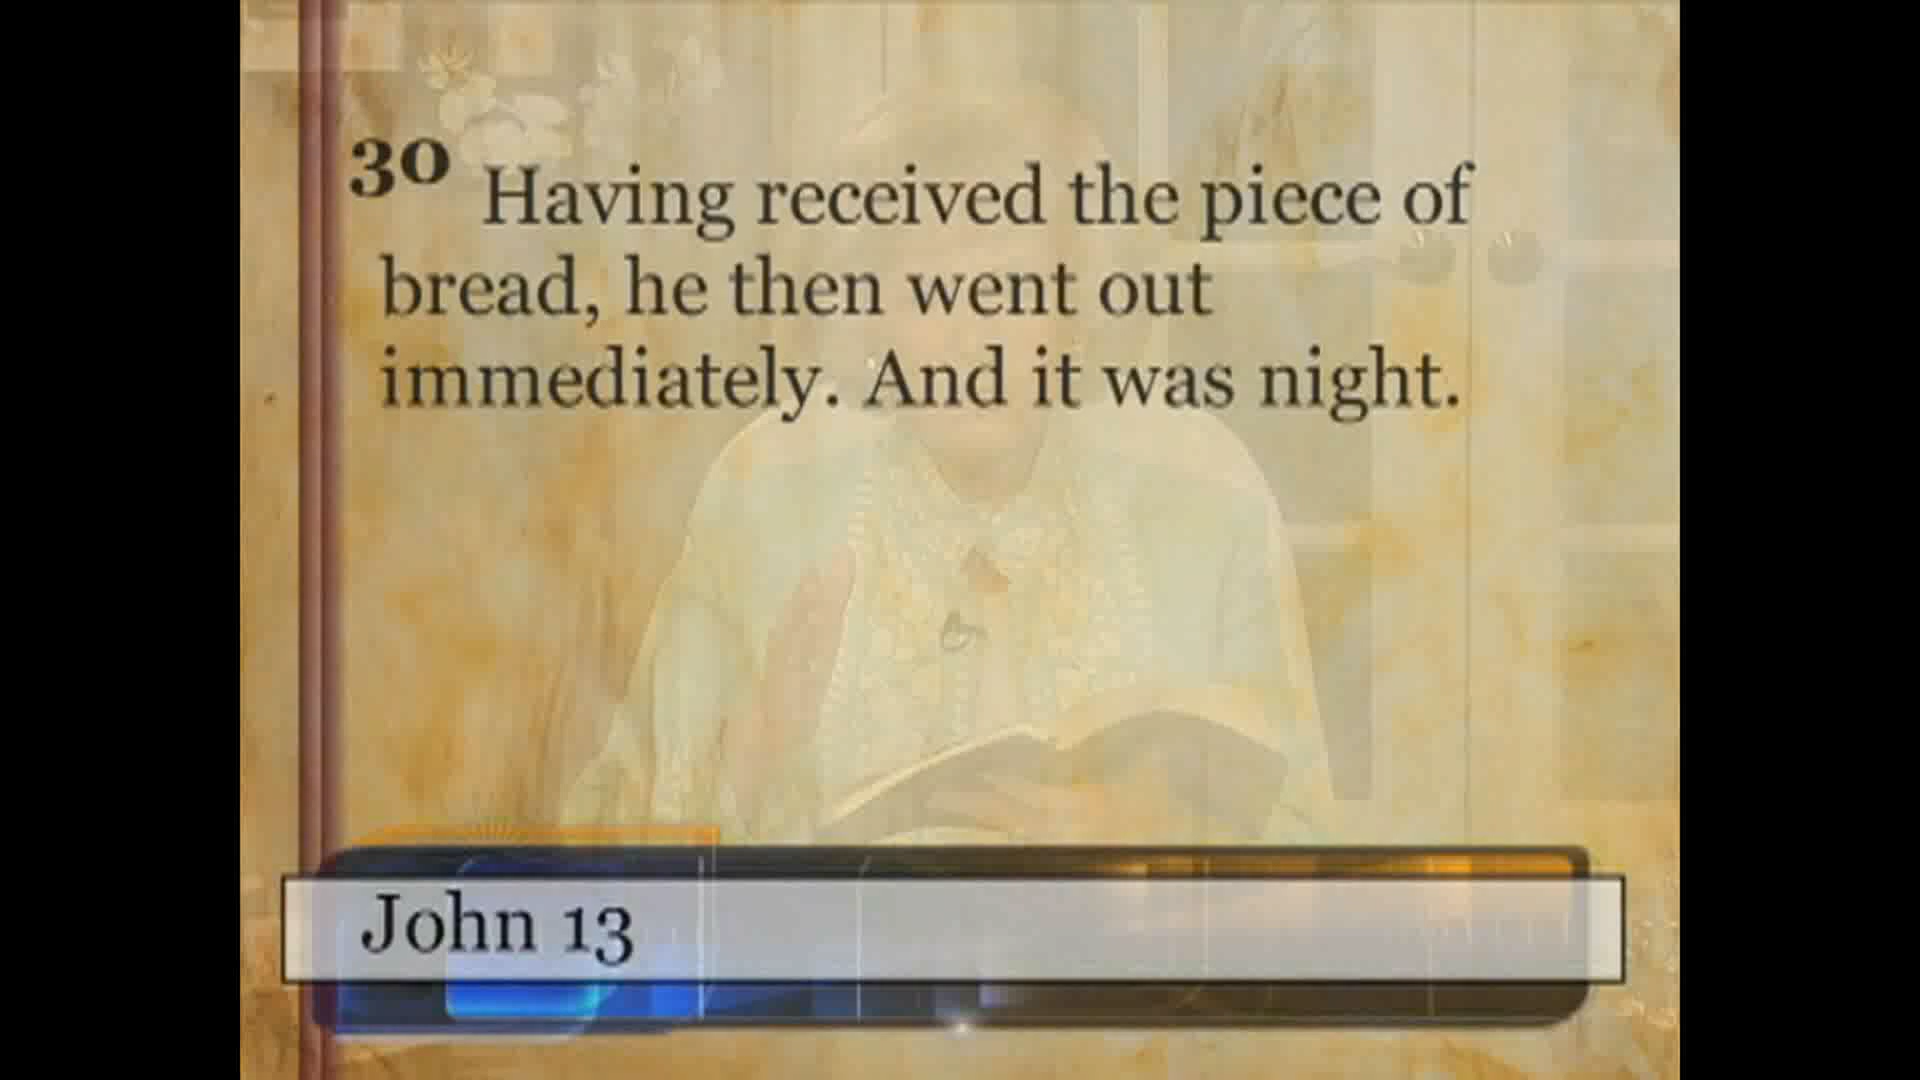 30 Having received the piece of
bread, he then went out
immediately. And it was night.
John 13